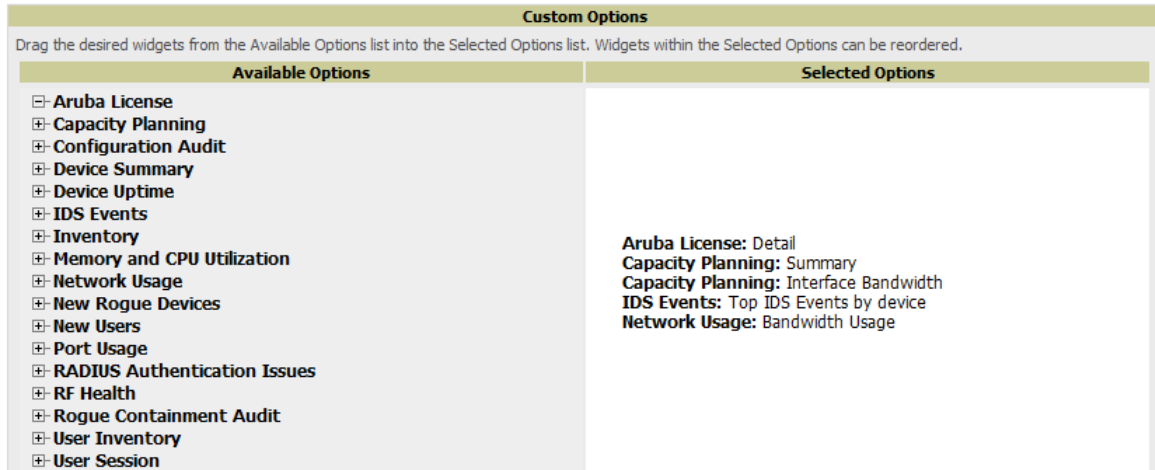 Custom Options
Drag the desired widgets from the Available Options list into the Selected Options list. Widgets within the Selected Options can be reordered.
Available Options
Selected Options
Aruba License
Capacity Planning
Configuration Audit
Device Summary
Device Uptime
IDS Events
Inventory
Memory and CPU Utilization
Network Usage
New Rogue Devices
New Users
Port Usage
RADIUS Authentication Issues
RF Health
Rogue Containment Audit
User Inventory
User Session
Aruba License: Detail
Capacity Planning: Summary
Capacity Planning: Interface Bandwidth
IDS Events: Top IDS Events by device
Network Usage: Bandwidth Usage